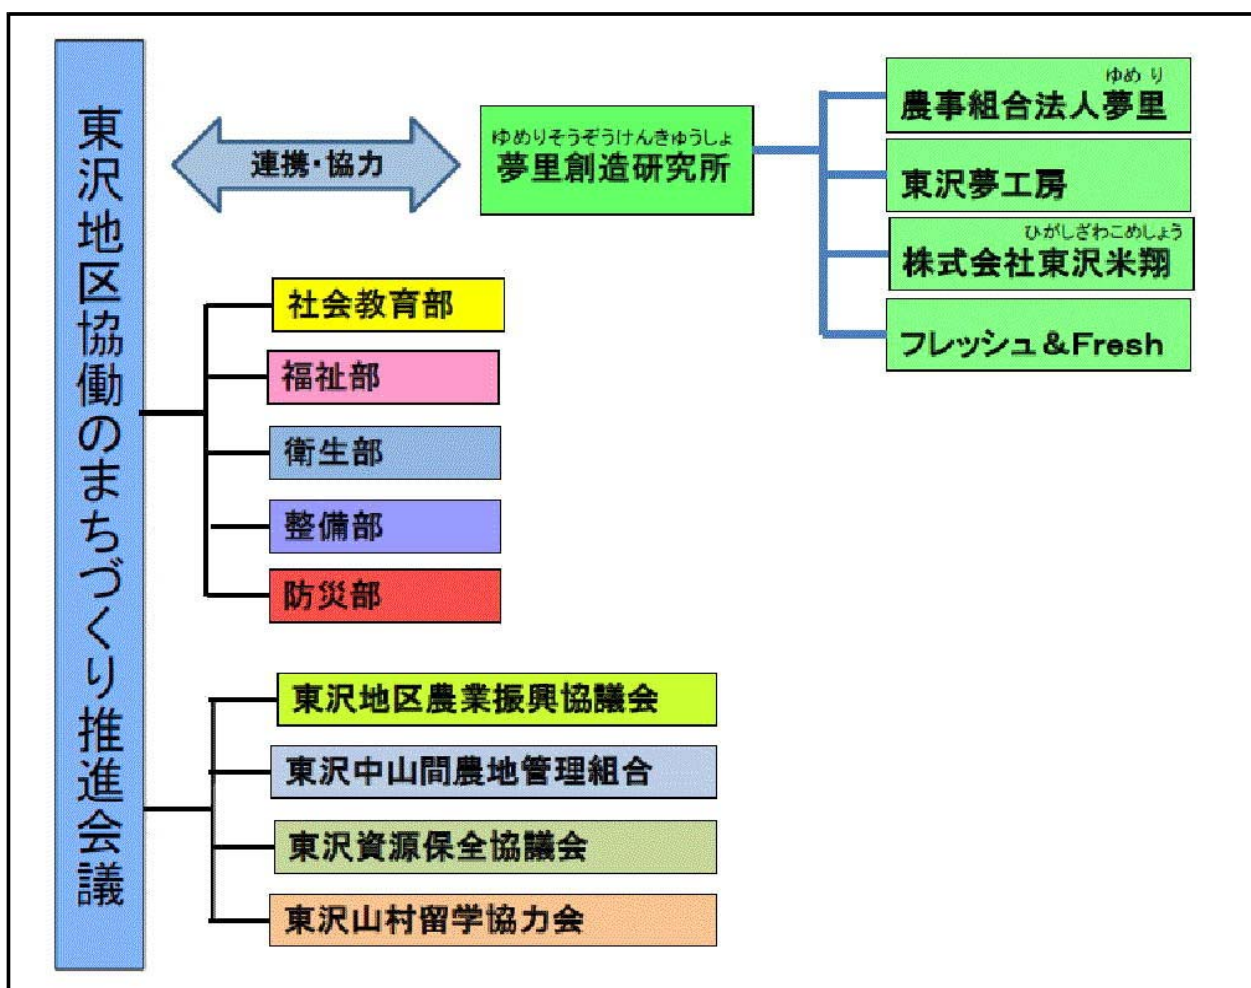 東沢地区協働のまちづくり推進会議
連携・協力
ゆめりそうぞうけんきゅうしょ
夢里創造研究所
ゆめり
農事組合法人夢里
東沢夢工房
ひがしざわこめしょう
株式会社東沢米翔
フレッシュ&Fresh
社会教育部
福祉部
衛生部
整備部
防災部
東沢地区農業振興協議会
東沢中山間農地管理組合
東沢資源保全協議会
東沢山村留学協力会